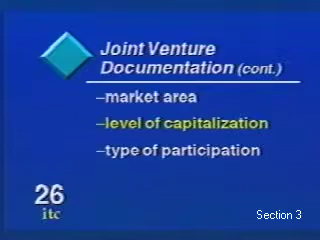 Joint Venture
Documentation (cont.)
–market area
–level of capitalization
–type of participation
26
itc
Section 3